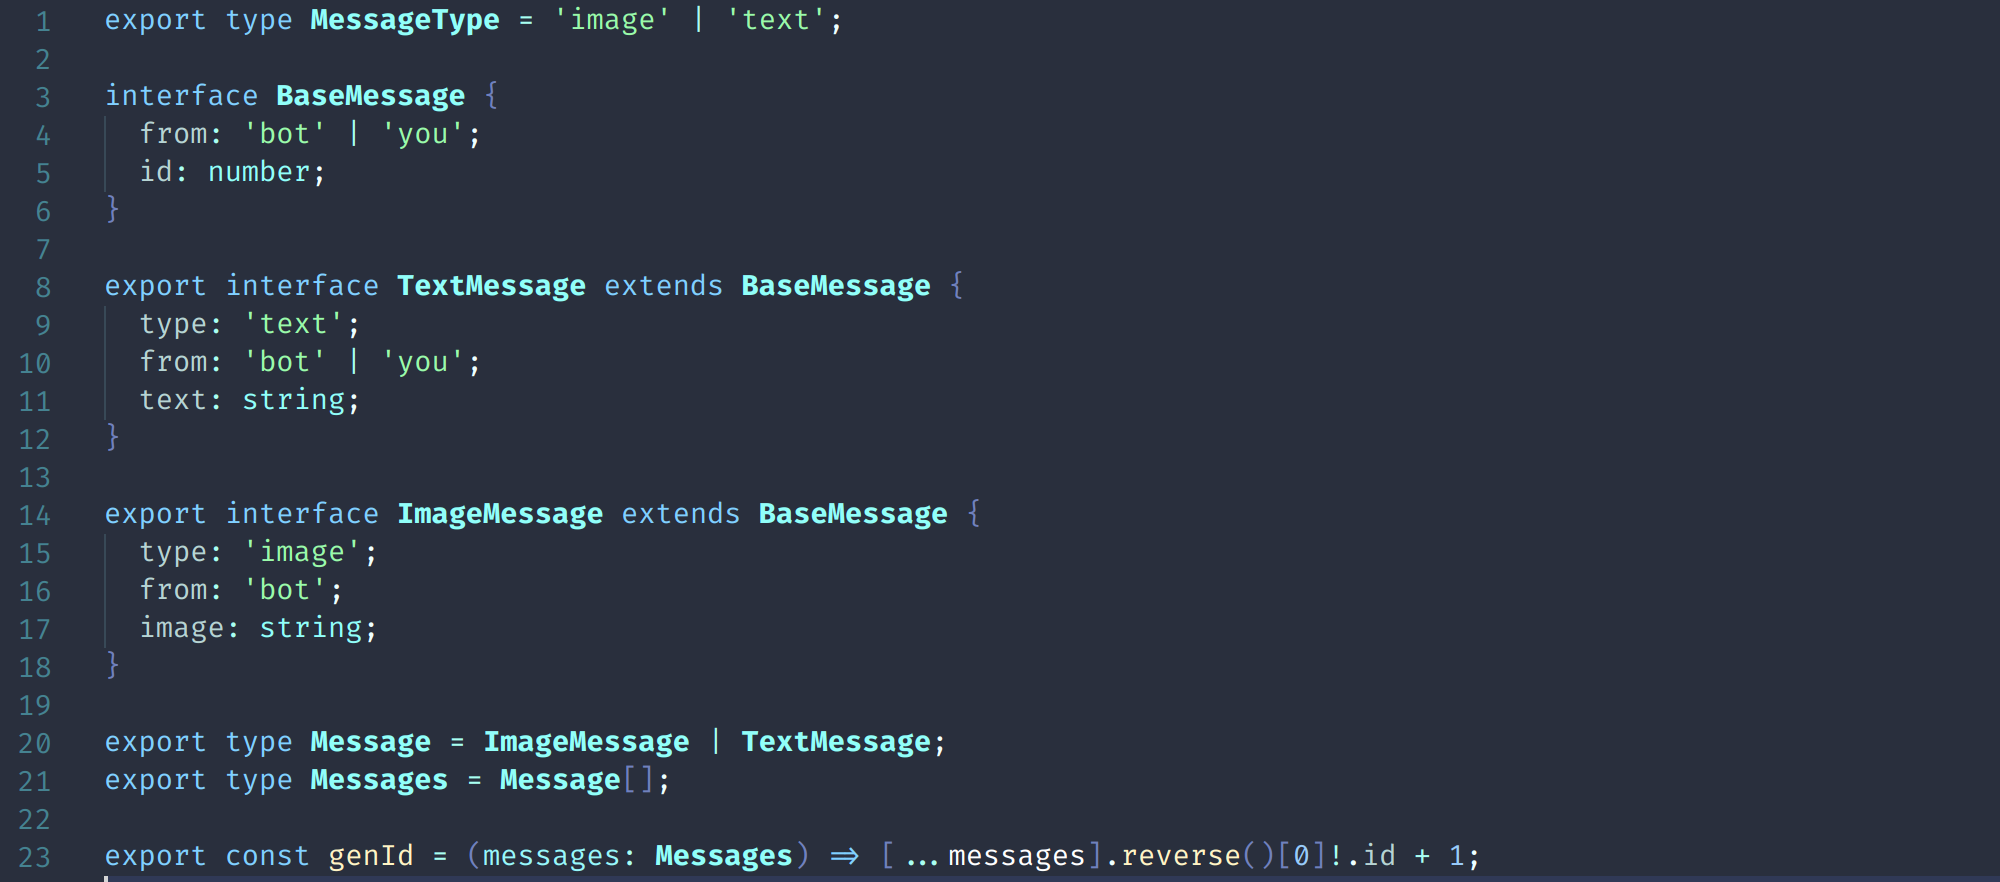 1 export type MessageType = 'image' | 'text';
2
3 interface BaseMessage {
4   from: 'bot' | 'you';
5   id: number;
6 }
7
8 export interface TextMessage extends BaseMessage {
9   type: 'text';
10   from: 'bot' | 'you';
11   text: string;
12 }
13
14 export interface ImageMessage extends BaseMessage {
15   type: 'image';
16   from: 'bot';
17   image: string;
18 }
19
20 export type Message = ImageMessage | TextMessage;
21 export type Messages = Message[];
22
23 export const genId = (messages: Messages) => [...messages].reverse()[0]!.id + 1;